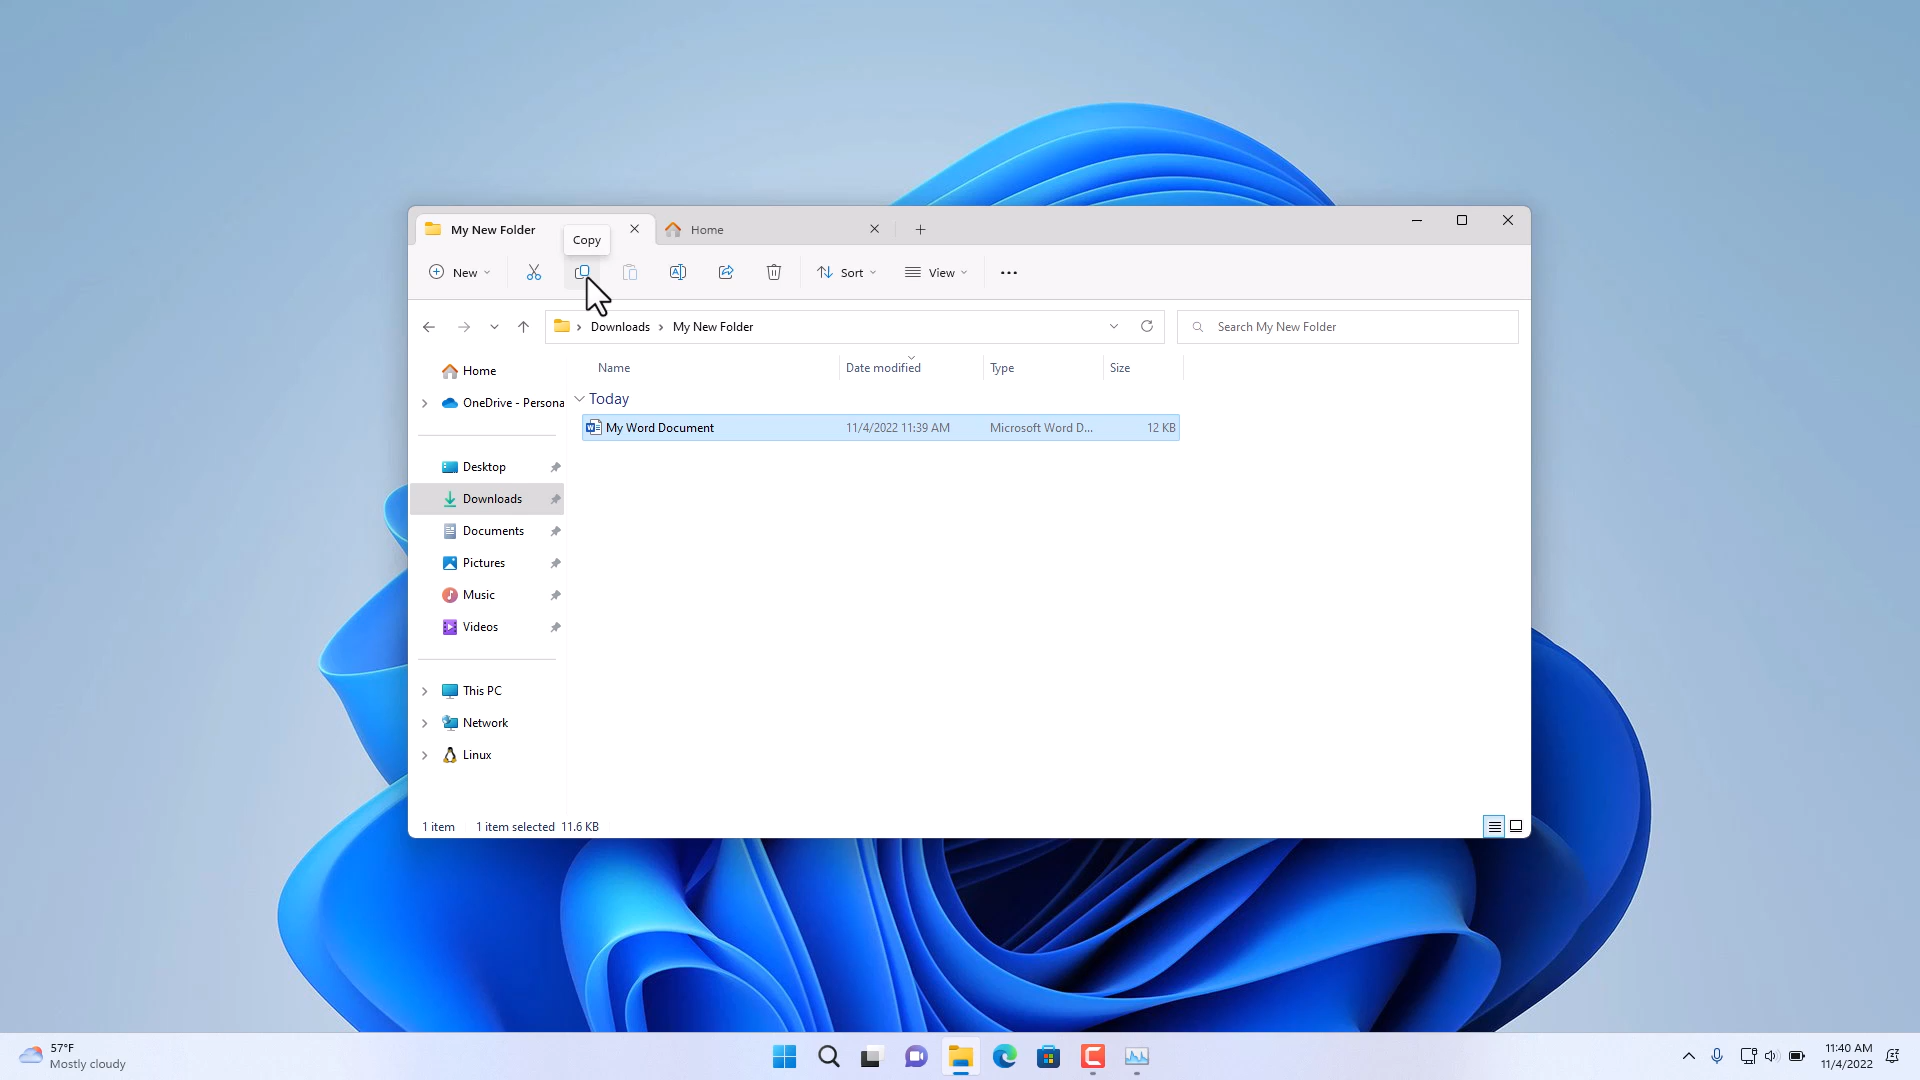 My New Folder
Home
Copy
New
Sort
View
Downloads
My New Folder
Search My New Folder
Name
Date modified
Type
Size
Home
OneDrive - Persona
Today
My Word Document
11/4/2022 11:39 AM
Microsoft Word D...
12 KB
Desktop
Downloads
Documents
Pictures
Music
Videos
This PC
Network
Linux
1 item
1 item selected 11.6 KB
57°F
Mostly cloudy
11:40 AM
11/4/2022